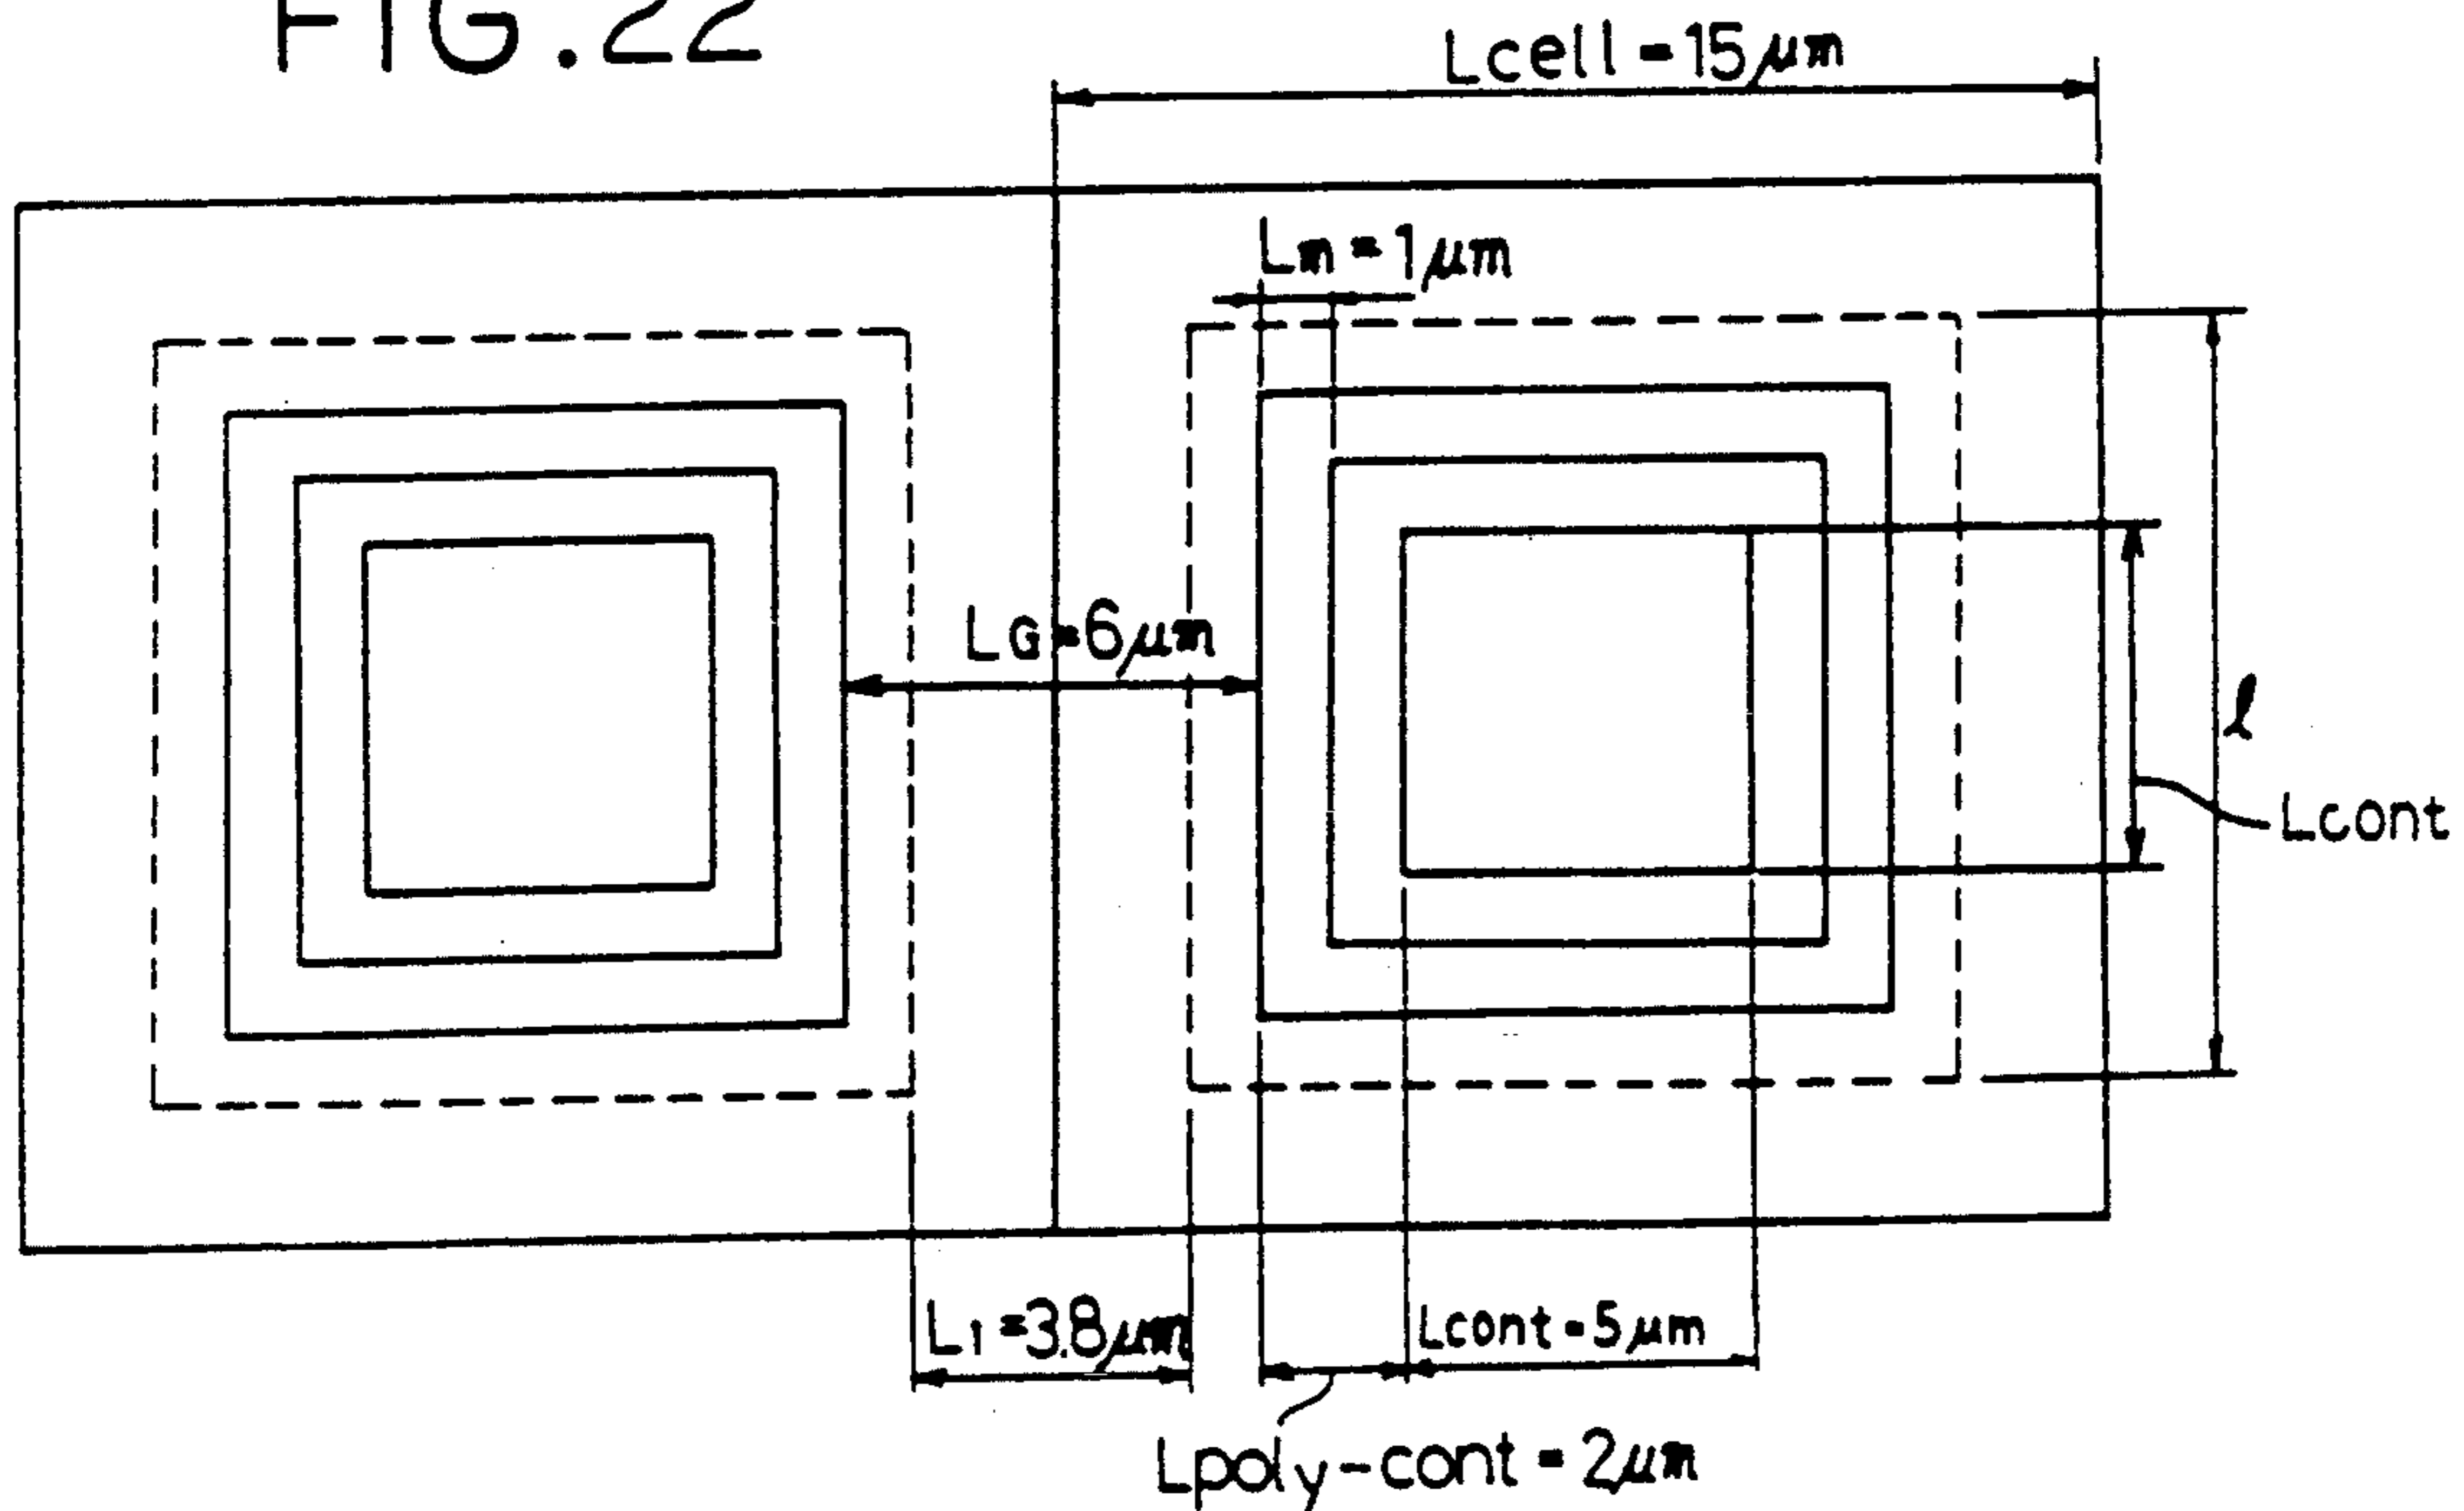 FIG.22
Lcell=15μm
Lm=1μm
LG=6μm
ℓ
Lcont
L1=3.8μm
Lcont=5μm
Lpoly-cont=2μm